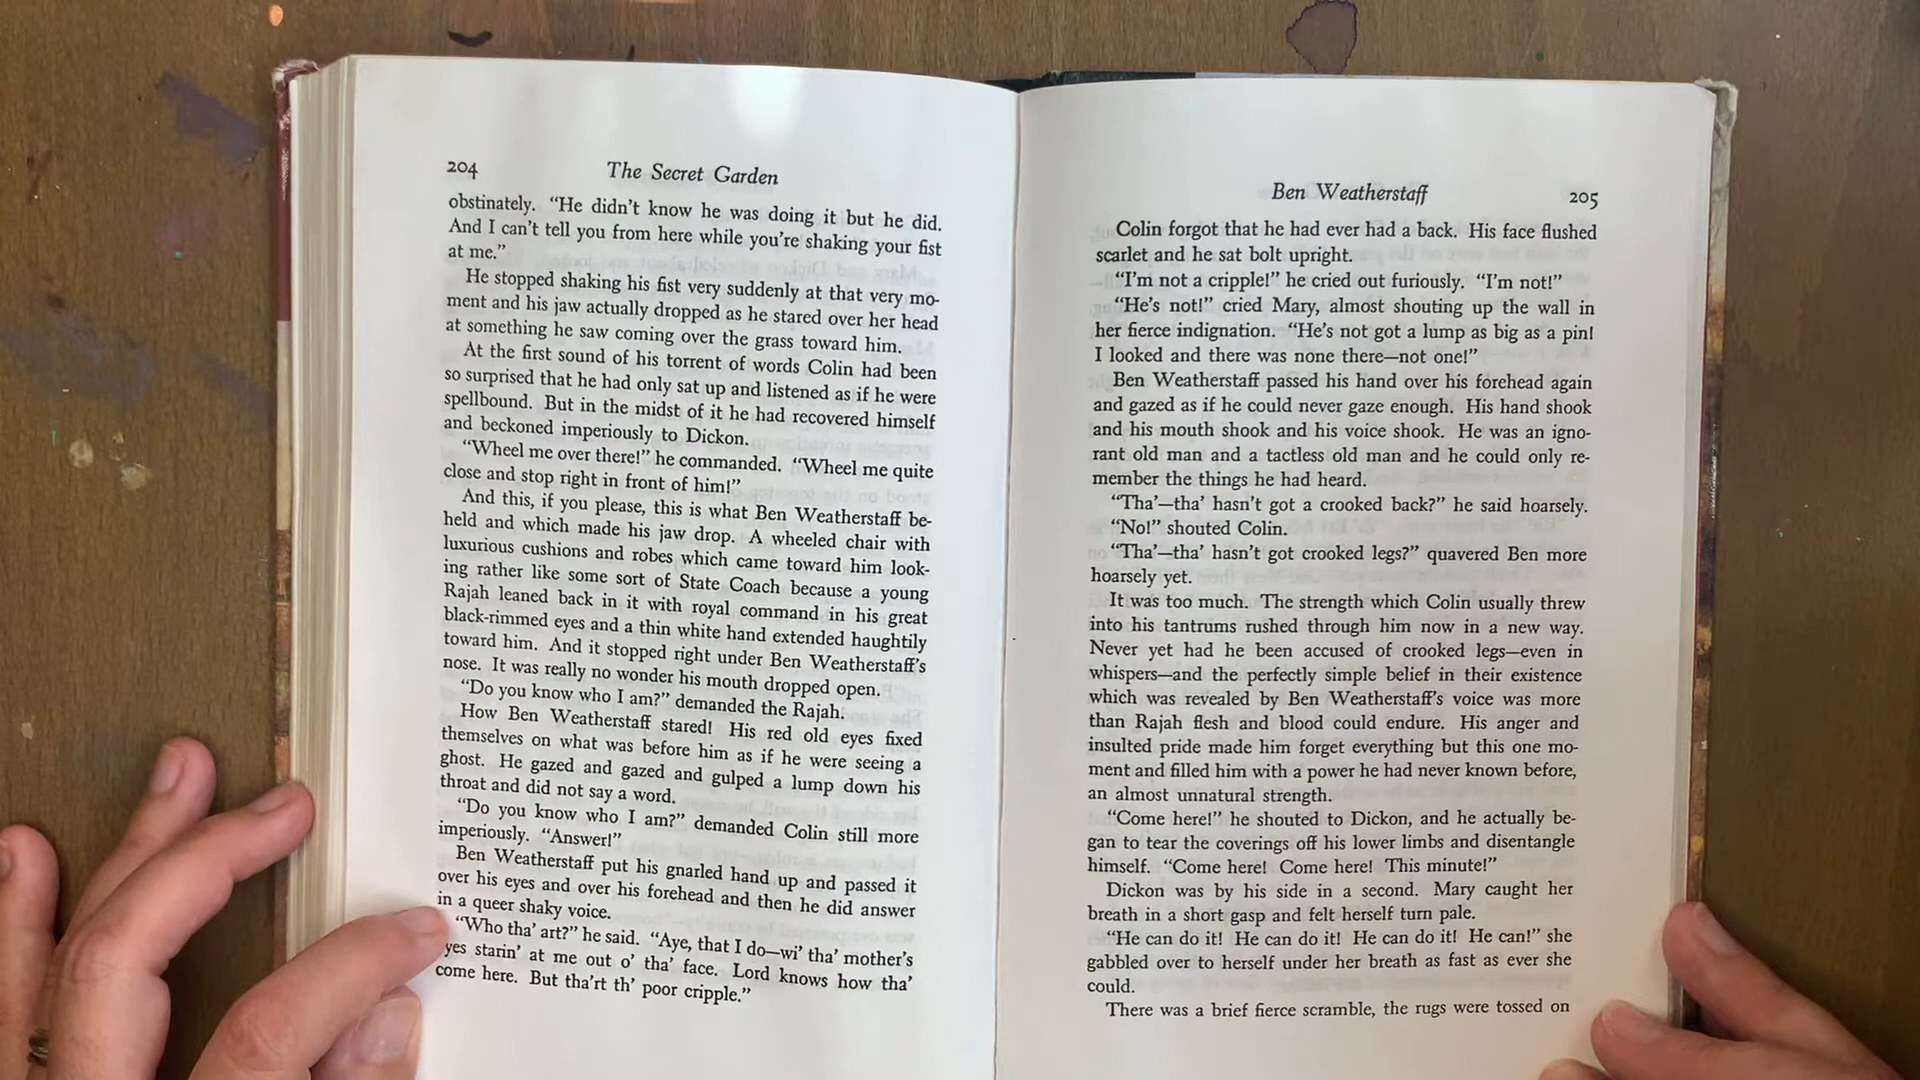 204
The Secret Garden
obstinately. “He didn’t know he was doing it but he did.
And I can’t tell you from here while you’re shaking your fist
at me.”
He stopped shaking his fist very suddenly at that very mo-
ment and his jaw actually dropped as he stared over her head
at something he saw coming over the grass toward him.
At the first sound of his torrent of words Colin had been
so surprised that he had only sat up and listened as if he were
spellbound. But in the midst of it he had recovered himself
and beckoned imperiously to Dickon.
“Wheel me over there!” he commanded. “Wheel me quite
close and stop right in front of him!”
And this, if you please, this is what Ben Weatherstaff be-
held and which made his jaw drop. A wheeled chair with
luxurious cushions and robes which came toward him look-
ing rather like some sort of State Coach because a young
Rajah leaned back in it with royal command in his great
black-rimmed eyes and a thin white hand extended haughtily
toward him. And it stopped right under Ben Weatherstaff’s
nose. It was really no wonder his mouth dropped open.
“Do you know who I am?” demanded the Rajah.
How Ben Weatherstaff stared! His red old eyes fixed
themselves on what was before him as if he were seeing a
ghost. He gazed and gazed and gulped a lump down his
throat and did not say a word.
“Do you know who I am?” demanded Colin still more
imperiously. “Answer!”
Ben Weatherstaff put his gnarled hand up and passed it
over his eyes and over his forehead and then he did answer
in a queer shaky voice.
“Who tha’ art?” he said. “Aye, that I do—wi’ tha’ mother’s
yes starin’ at me out o’ tha’ face. Lord knows how tha’
come here. But tha’rt th’ poor cripple.”
Ben Weatherstaff
205
Colin forgot that he had ever had a back. His face flushed
scarlet and he sat bolt upright.
“I’m not a cripple!” he cried out furiously. “I’m not!”
“He’s not!” cried Mary, almost shouting up the wall in
her fierce indignation. “He’s not got a lump as big as a pin!
I looked and there was none there—not one!”
Ben Weatherstaff passed his hand over his forehead again
and gazed as if he could never gaze enough. His hand shook
and his mouth shook and his voice shook. He was an igno-
rant old man and a tactless old man and he could only re-
member the things he had heard.
“Tha’—tha’ hasn’t got a crooked back?” he said hoarsely.
“No!” shouted Colin.
“Tha’—tha’ hasn’t got crooked legs?” quavered Ben more
hoarsely yet.
It was too much. The strength which Colin usually threw
into his tantrums rushed through him now in a new way.
Never yet had he been accused of crooked legs—even in
whispers—and the perfectly simple belief in their existence
which was revealed by Ben Weatherstaff’s voice was more
than Rajah flesh and blood could endure. His anger and
insulted pride made him forget everything but this one mo-
ment and filled him with a power he had never known before,
an almost unnatural strength.
“Come here!” he shouted to Dickon, and he actually be-
gan to tear the coverings off his lower limbs and disentangle
himself. “Come here! Come here! This minute!”
Dickon was by his side in a second. Mary caught her
breath in a short gasp and felt herself turn pale.
“He can do it! He can do it! He can do it! He can!” she
gabbled over to herself under her breath as fast as ever she
could.
There was a brief fierce scramble, the rugs were tossed on